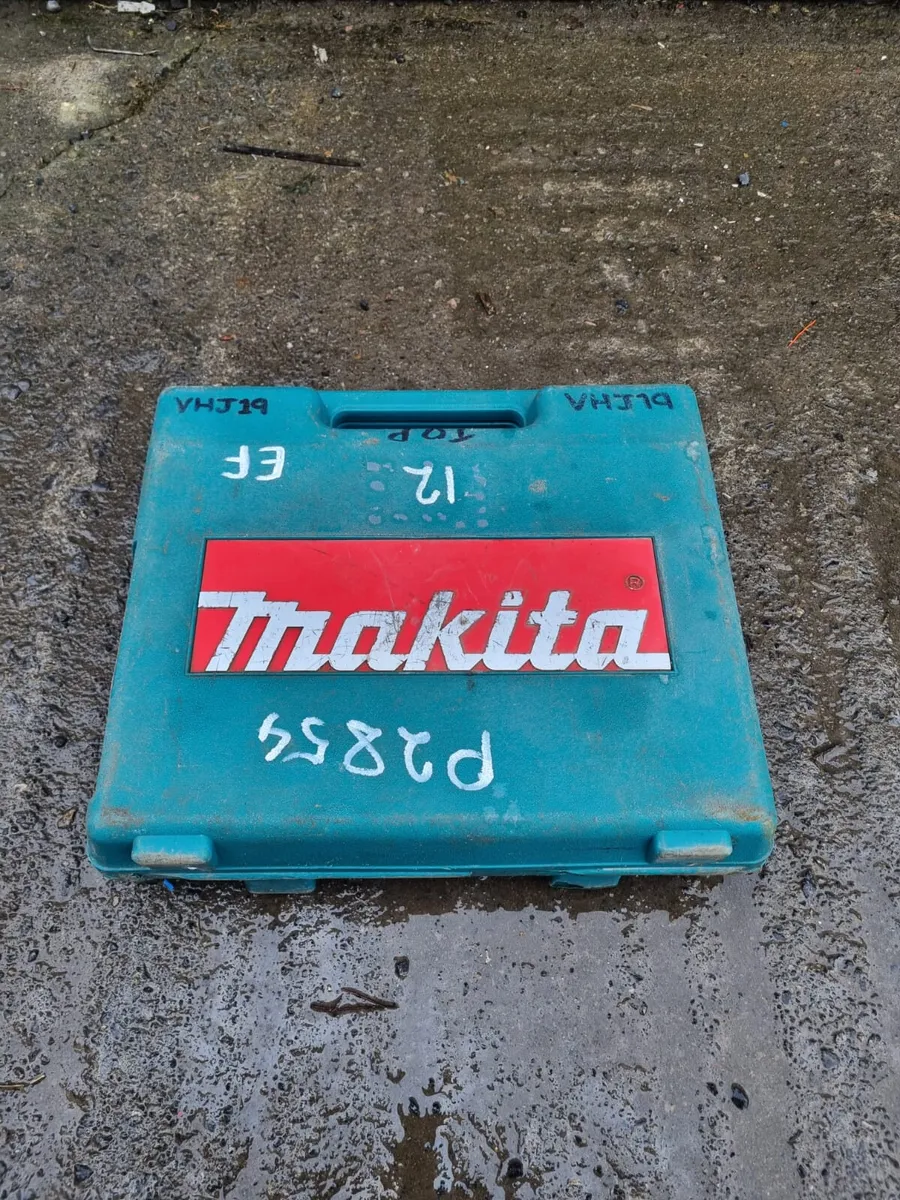 VHJ19 VHJ19
TOP
EF 12
makita ®
P2854